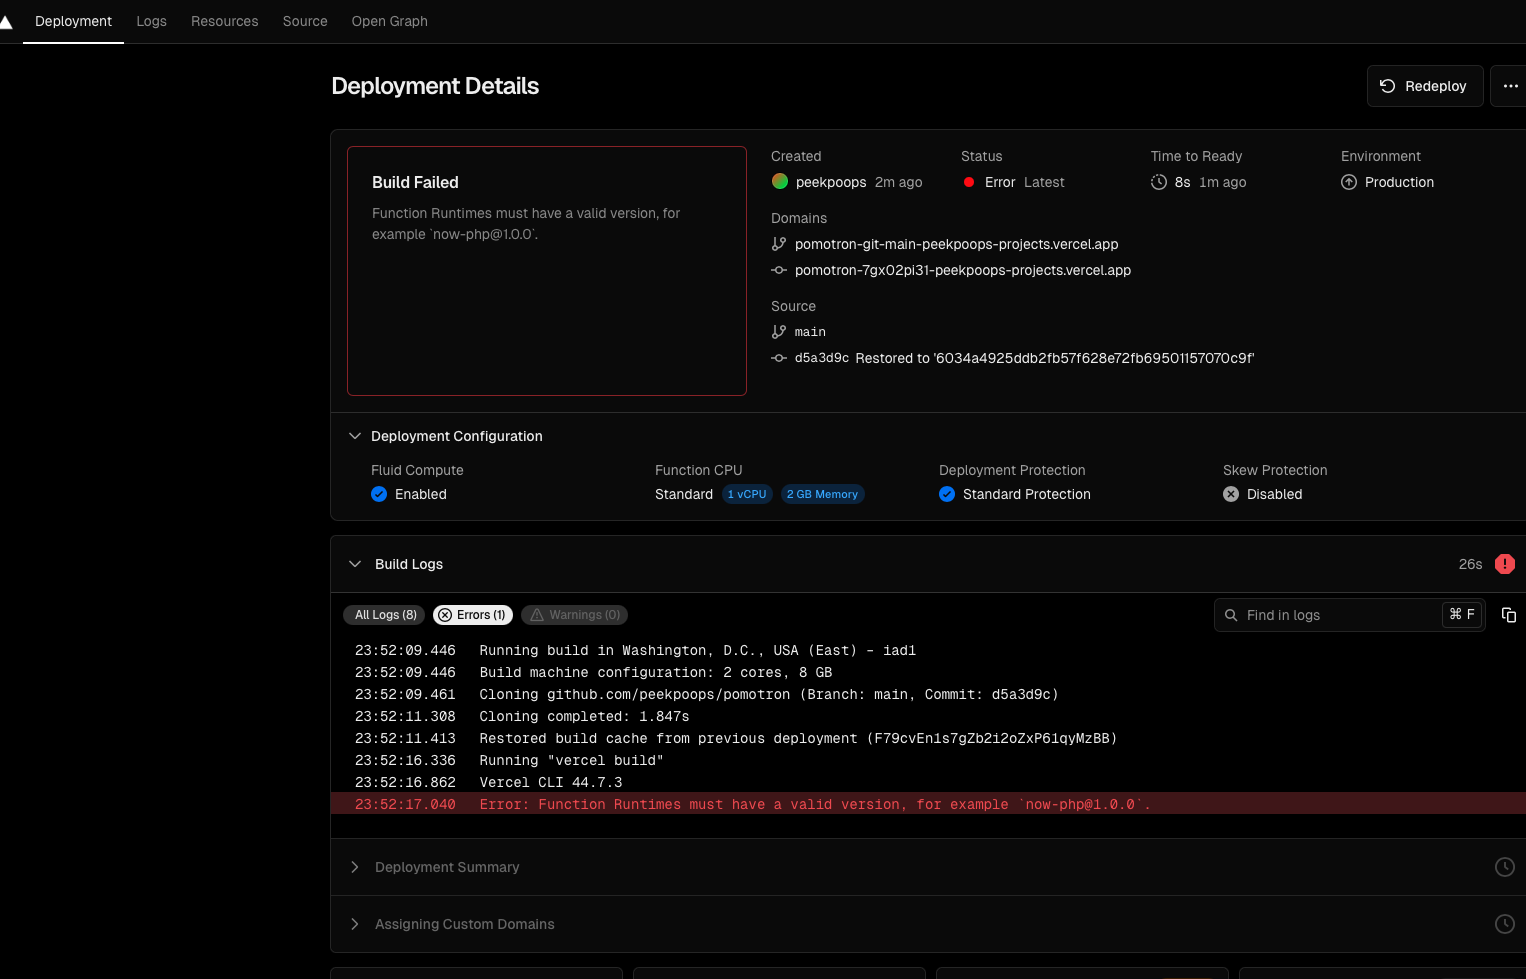 Deployment Logs Resources Source Open Graph
Deployment Details
Redeploy
Build Failed
Function Runtimes must have a valid version, for
example `now-php@1.0.0`.
Created Status Time to Ready Environment
peekpoops 2m ago Error Latest 8s 1m ago Production
Domains
pomotron-git-main-peekpoops-projects.vercel.app
pomotron-7gx02pi31-peekpoops-projects.vercel.app
Source
main
d5a3d9c Restored to '6034a4925ddb2fb57f628e72fb69501157070c9f'
Deployment Configuration
Fluid Compute Function CPU Deployment Protection Skew Protection
Enabled Standard 1 vCPU 2 GB Memory Standard Protection Disabled
Build Logs 26s
All Logs (8) Errors (1) Warnings (0) Find in logs ⌘ F
23:52:09.446 Running build in Washington, D.C., USA (East) – iad1
23:52:09.446 Build machine configuration: 2 cores, 8 GB
23:52:09.461 Cloning github.com/peekpoops/pomotron (Branch: main, Commit: d5a3d9c)
23:52:11.308 Cloning completed: 1.847s
23:52:11.413 Restored build cache from previous deployment (F79cvEn1s7gZb2i2oZxP61qyMzBB)
23:52:16.336 Running "vercel build"
23:52:16.862 Vercel CLI 44.7.3
23:52:17.040 Error: Function Runtimes must have a valid version, for example `now-php@1.0.0`.
Deployment Summary
Assigning Custom Domains